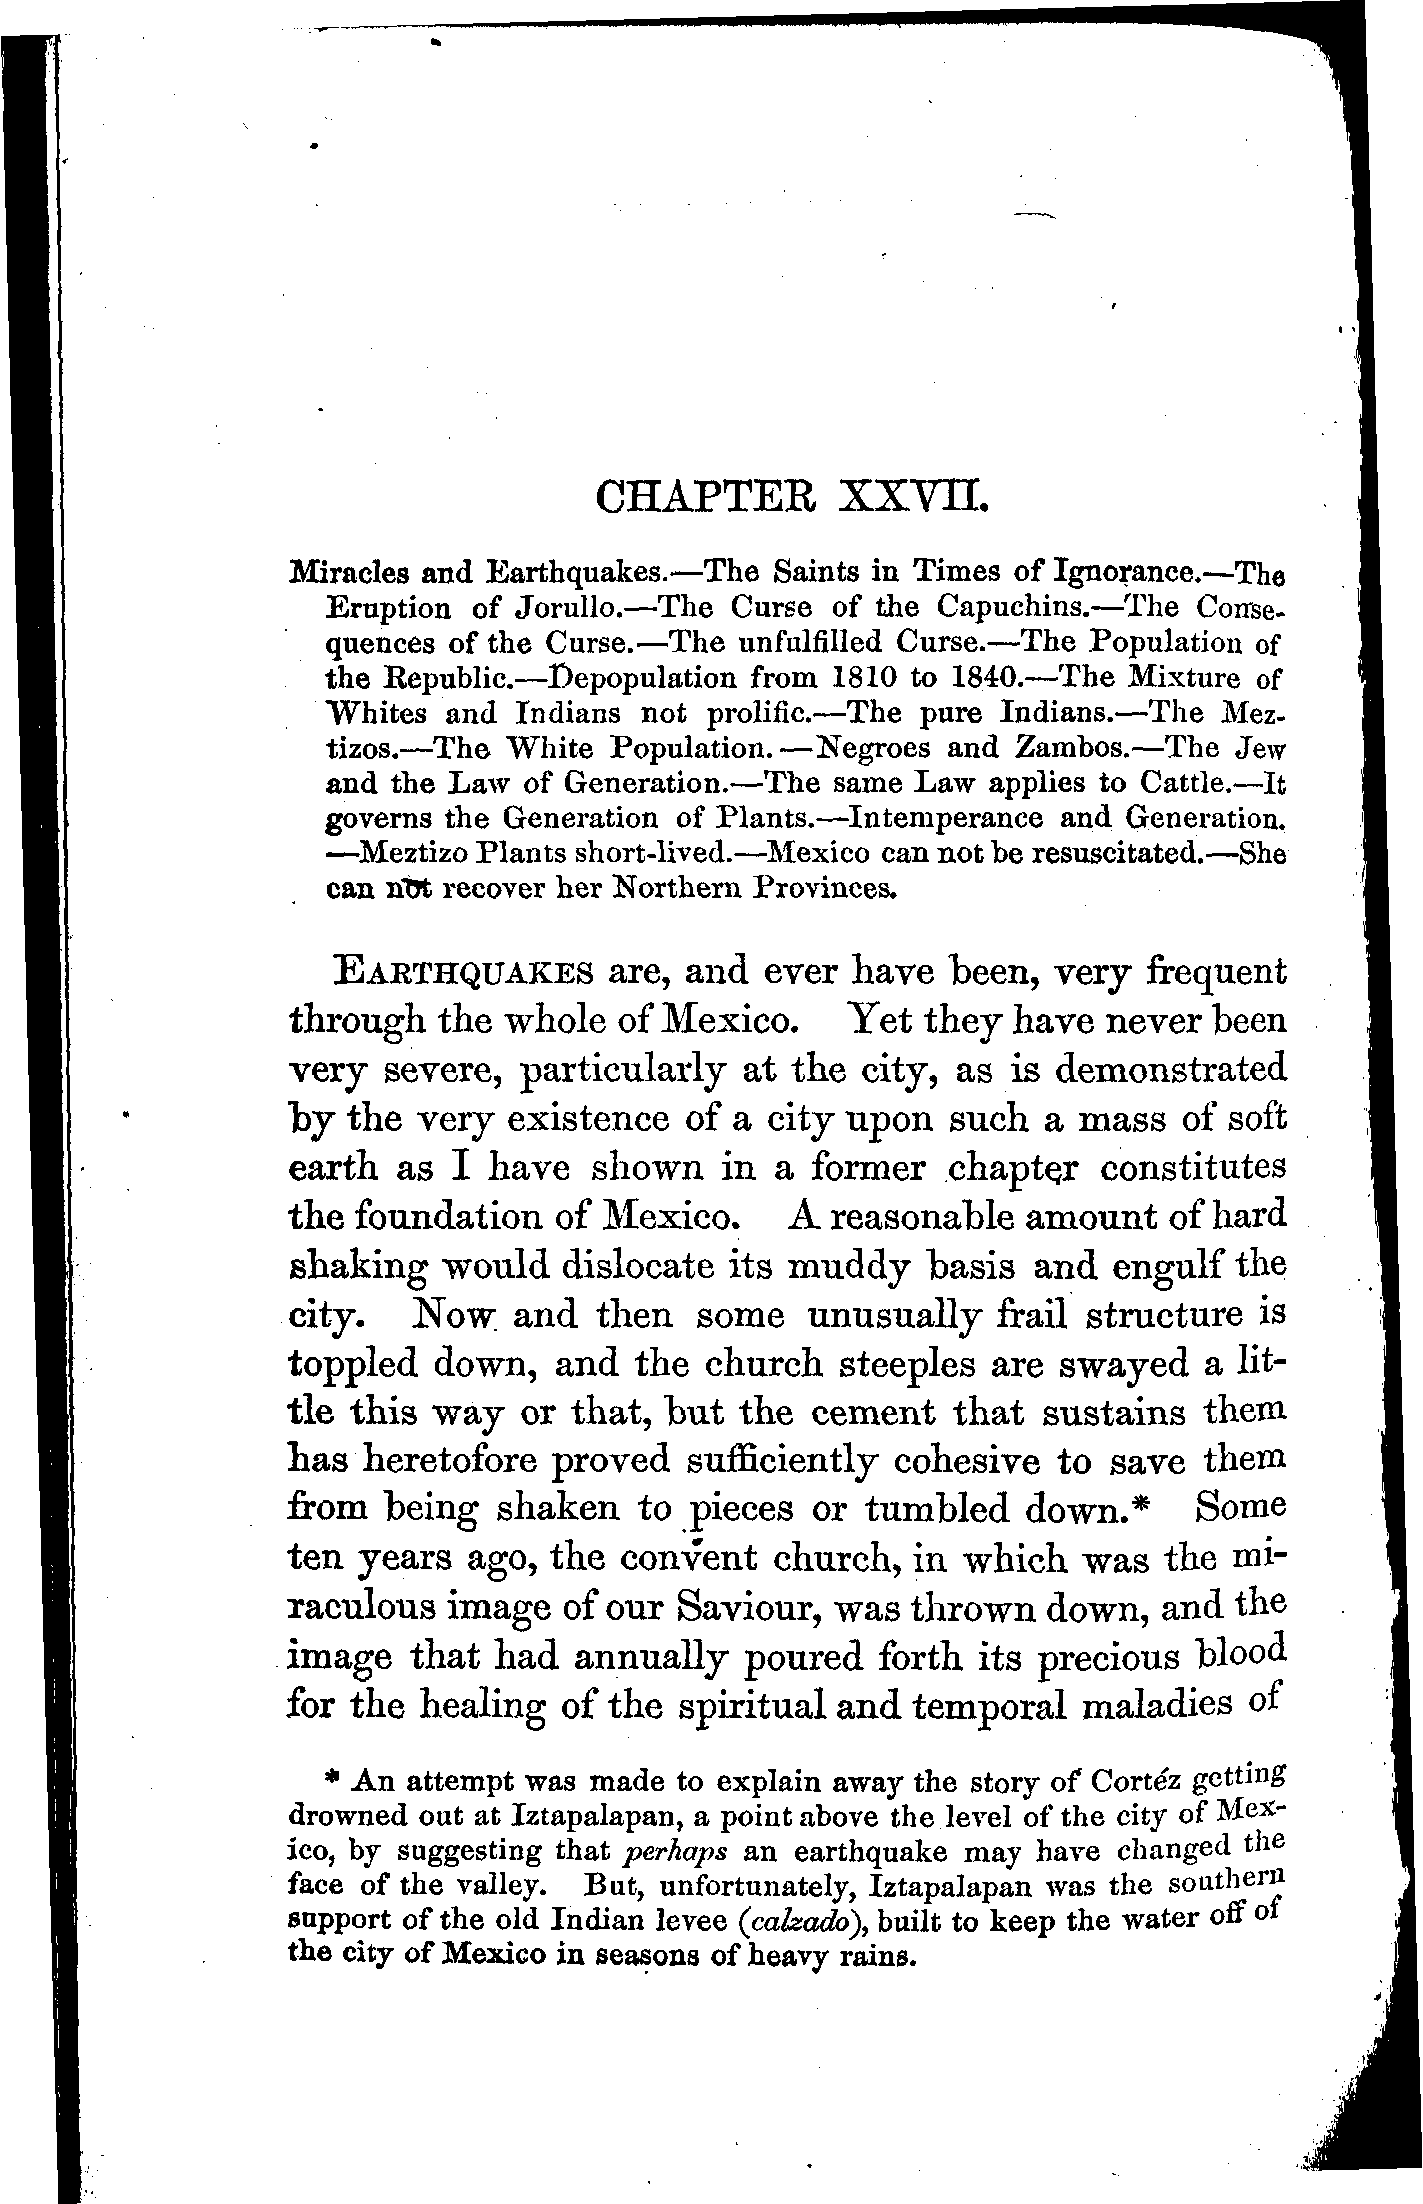 CHAPTER XXVII.
Miracles and Earthquakes.—The Saints in Times of Ignorance.—The
Eruption of Jorullo.—The Curse of the Capuchins.—The Conse-
quences of the Curse.—The unfulfilled Curse.—The Population of
the Republic.—Depopulation from 1810 to 1840.—The Mixture of
Whites and Indians not prolific.—The pure Indians.—The Mez-
tizos.—The White Population.—Negroes and Zambos.—The Jew
and the Law of Generation.—The same Law applies to Cattle.—It
governs the Generation of Plants.—Intemperance and Generation.
—Meztizo Plants short-lived.—Mexico can not be resuscitated.—She
can not recover her Northern Provinces.
EARTHQUAKES are, and ever have been, very frequent
through the whole of Mexico. Yet they have never been
very severe, particularly at the city, as is demonstrated
by the very existence of a city upon such a mass of soft
earth as I have shown in a former chapter constitutes
the foundation of Mexico. A reasonable amount of hard
shaking would dislocate its muddy basis and engulf the
city. Now and then some unusually frail structure is
toppled down, and the church steeples are swayed a lit-
tle this way or that, but the cement that sustains them
has heretofore proved sufficiently cohesive to save them
from being shaken to pieces or tumbled down.* Some
ten years ago, the convent church, in which was the mi-
raculous image of our Saviour, was thrown down, and the
image that had annually poured forth its precious blood
for the healing of the spiritual and temporal maladies of
* An attempt was made to explain away the story of Cortéz getting
drowned out at Iztapalapan, a point above the level of the city of Mex-
ico, by suggesting that perhaps an earthquake may have changed the
face of the valley. But, unfortunately, Iztapalapan was the southern
support of the old Indian levee (calzado), built to keep the water off of
the city of Mexico in seasons of heavy rains.